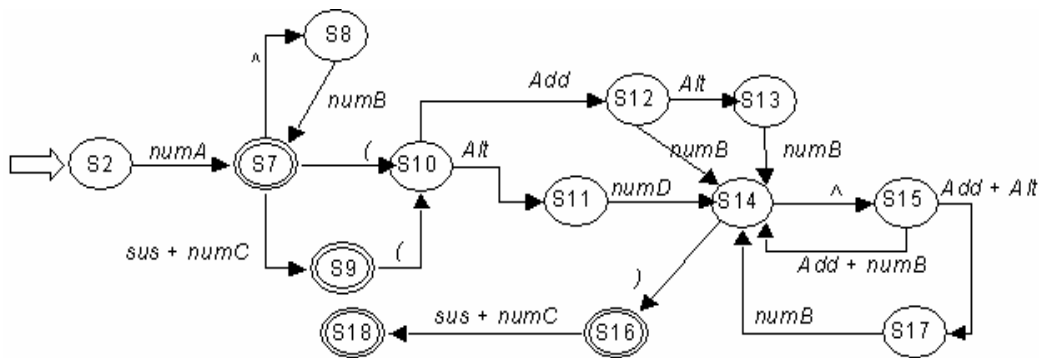 S8
^
numB
Add
S12
Alt
S13
S2
numA
S7
(
S10
Alt
numB
numB
S11
numD
S14
^
S15
Add + Alt
sus + numC
S9
(
Add + numB
)
S18
sus + numC
S16
numB
S17